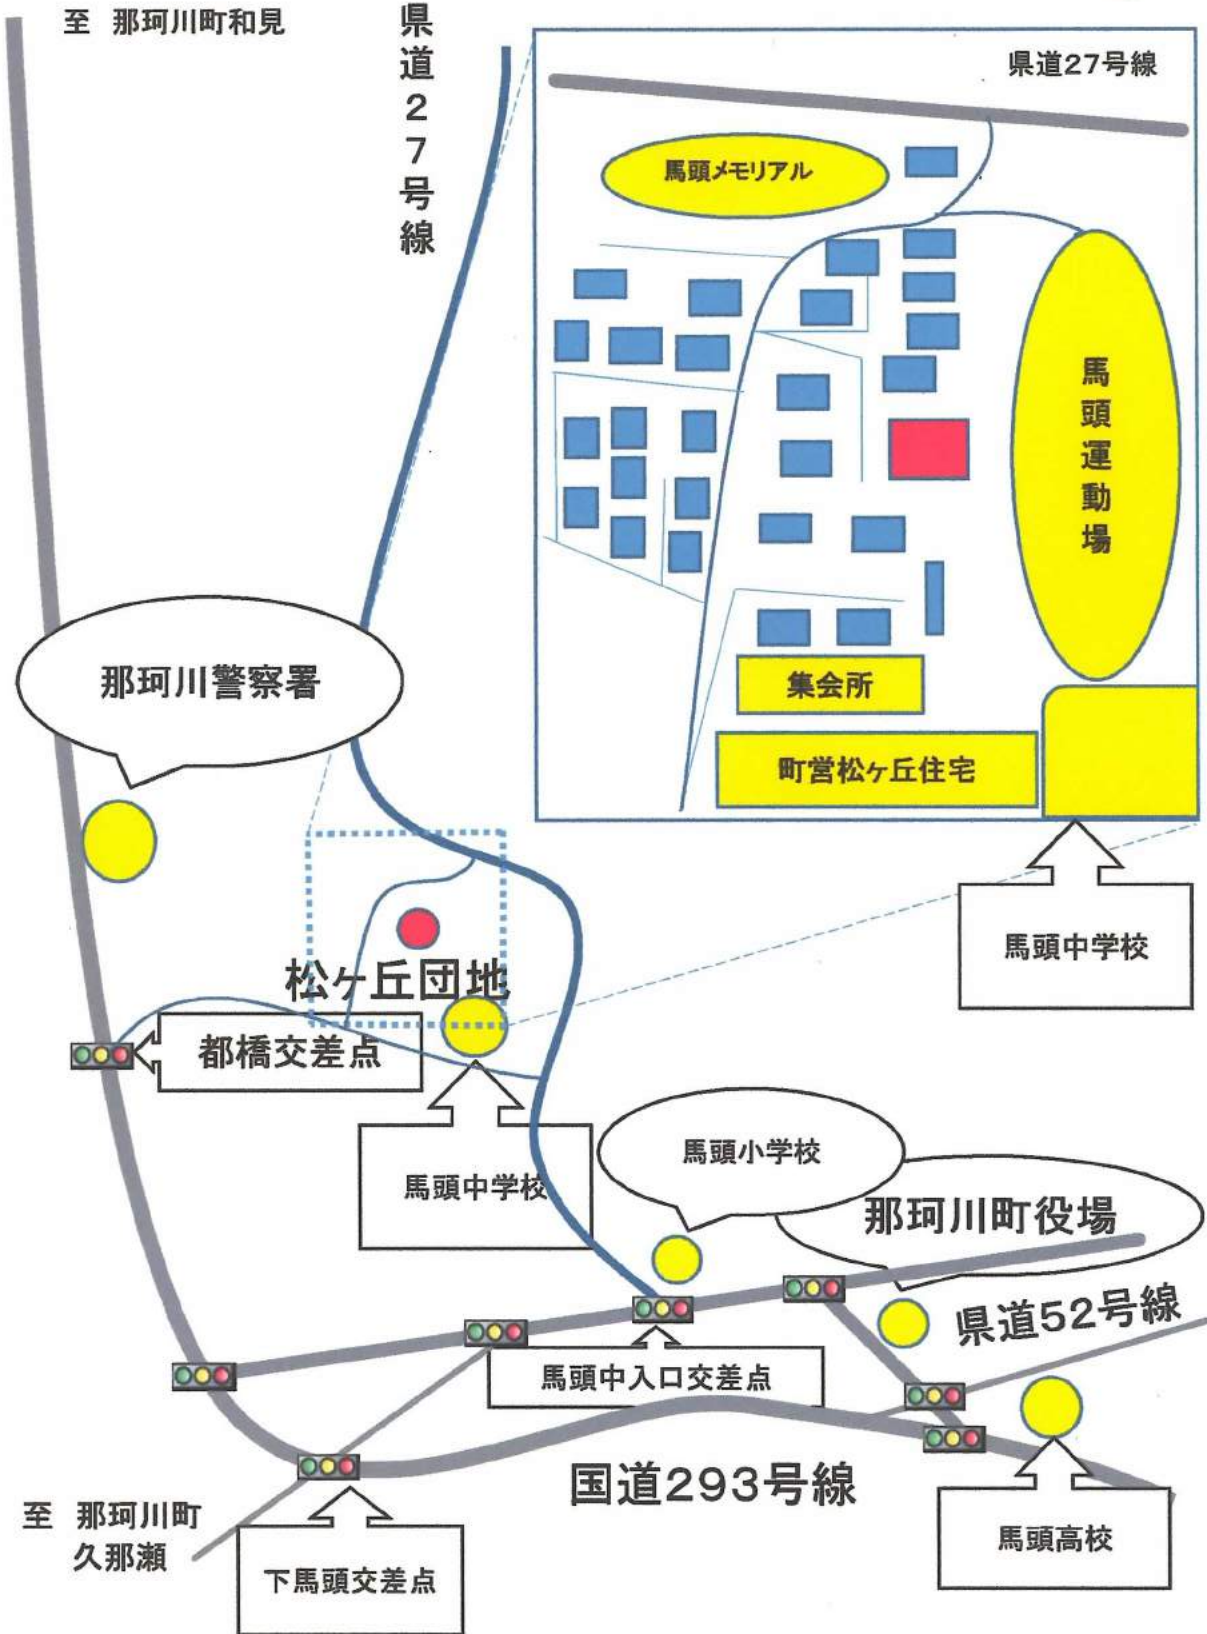 至 那珂川町和見
県道27号線
県道27号線
馬頭メモリアル
馬頭運動場
集会所
町営松ヶ丘住宅
馬頭中学校
那珂川警察署
松ヶ丘団地
都橋交差点
馬頭中学校
馬頭小学校
那珂川町役場
県道52号線
馬頭中入口交差点
国道293号線
至 那珂川町
久那瀬
下馬頭交差点
馬頭高校